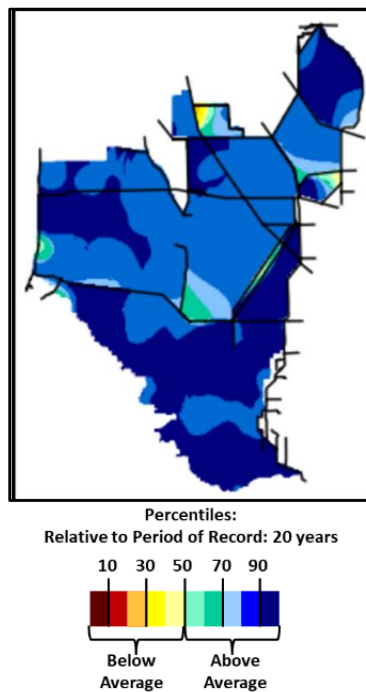 Percentiles:
Relative to Period of Record: 20 years
10 30 50 70 90
Below Above
Average Average